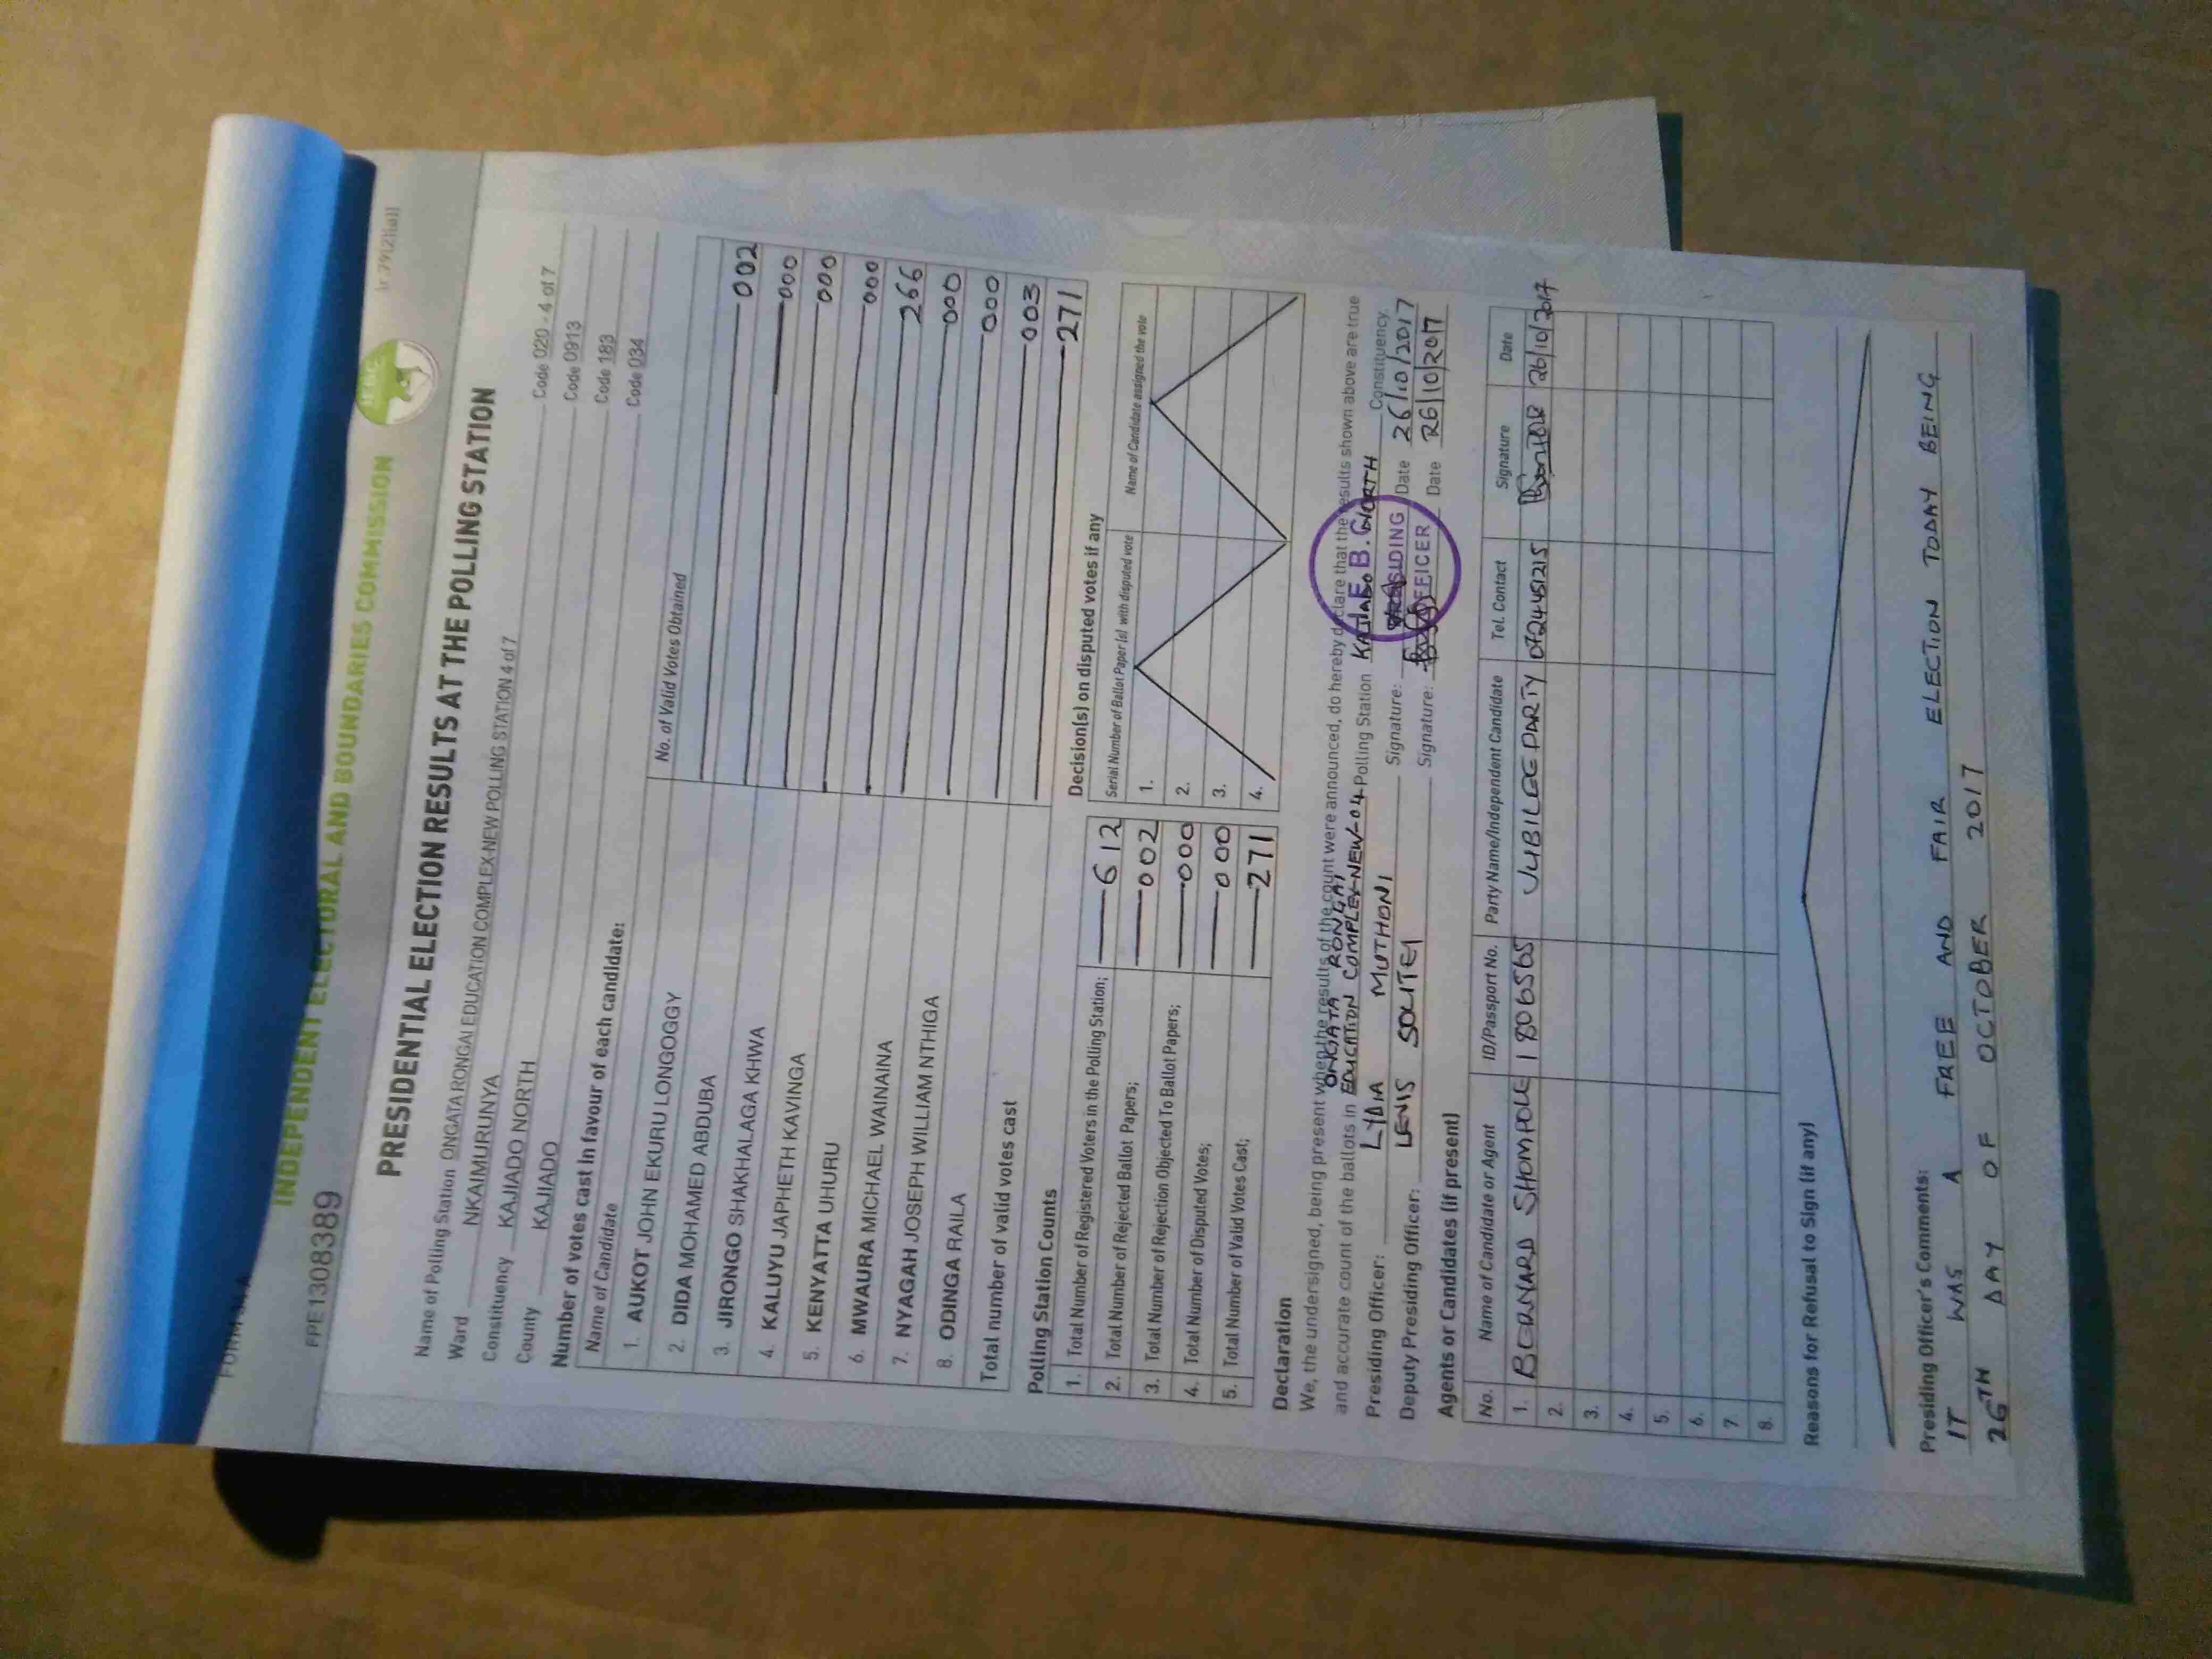 FORM 34A
INDEPENDENT ELECTORAL AND BOUNDARIES COMMISSION
FPE1308389
IEBC
PRESIDENTIAL ELECTION RESULTS AT THE POLLING STATION
Name of Polling Station ONGATA RONGAI EDUCATION COMPLEX-NEW POLLING STATION 4 of 7 Code 020 - 4 of 7
Ward NKAIMURUNYA Code 0913
Constituency KAJIADO NORTH Code 183
County KAJIADO Code 034
Number of votes cast in favour of each candidate:
Name of Candidate No. of Valid Votes Obtained
1. AUKOT JOHN EKURU LONGOGGY 002
2. DIDA MOHAMED ABDUBA 000
3. JIRONGO SHAKHALAGA KHWA 000
4. KALUYU JAPHETH KAVINGA 000
5. KENYATTA UHURU 266
6. MWAURA MICHAEL WAINAINA 000
7. NYAGAH JOSEPH WILLIAM NTHIGA 000
8. ODINGA RAILA 003
Total number of valid votes cast 271
Polling Station Counts
1. Total Number of Registered Voters in the Polling Station; 612
2. Total Number of Rejected Ballot Papers; 002
3. Total Number of Rejection Objected To Ballot Papers; 000
4. Total Number of Disputed Votes; 000
5. Total Number of Valid Votes Cast; 271
Decision(s) on disputed votes if any
Serial Number of Ballot Paper (s) with disputed vote Name of Candidate assigned the vote
1.
2.
3.
4.
Declaration
We, the undersigned, being present when the results of the count were announced, do hereby declare that the results shown above are true
and accurate count of the ballots in ONGATA RONGAI EDUCATION COMPLEX-NEW-04 Polling Station KAJIADO NORTH Constituency.
Presiding Officer: LYDIA MUTHONI Signature: Date 26/10/2017
Deputy Presiding Officer: LEWIS SOLITEI Signature: Date 26/10/2017
I.E.B.C
PRESIDING
OFFICER
Agents or Candidates (if present)
No. Name of Candidate or Agent ID/Passport No. Party Name/Independent Candidate Tel. Contact Signature Date
1. BERNARD SHOMPOLE 1806565 JUBILEE PARTY 0724451215 26/10/2017
2.
3.
4.
5.
6.
7.
8.
Reasons for Refusal to Sign (if any)
Presiding Officer's Comments:
IT WAS A FREE AND FAIR ELECTION TODAY BEING
26TH DAY OF OCTOBER 2017